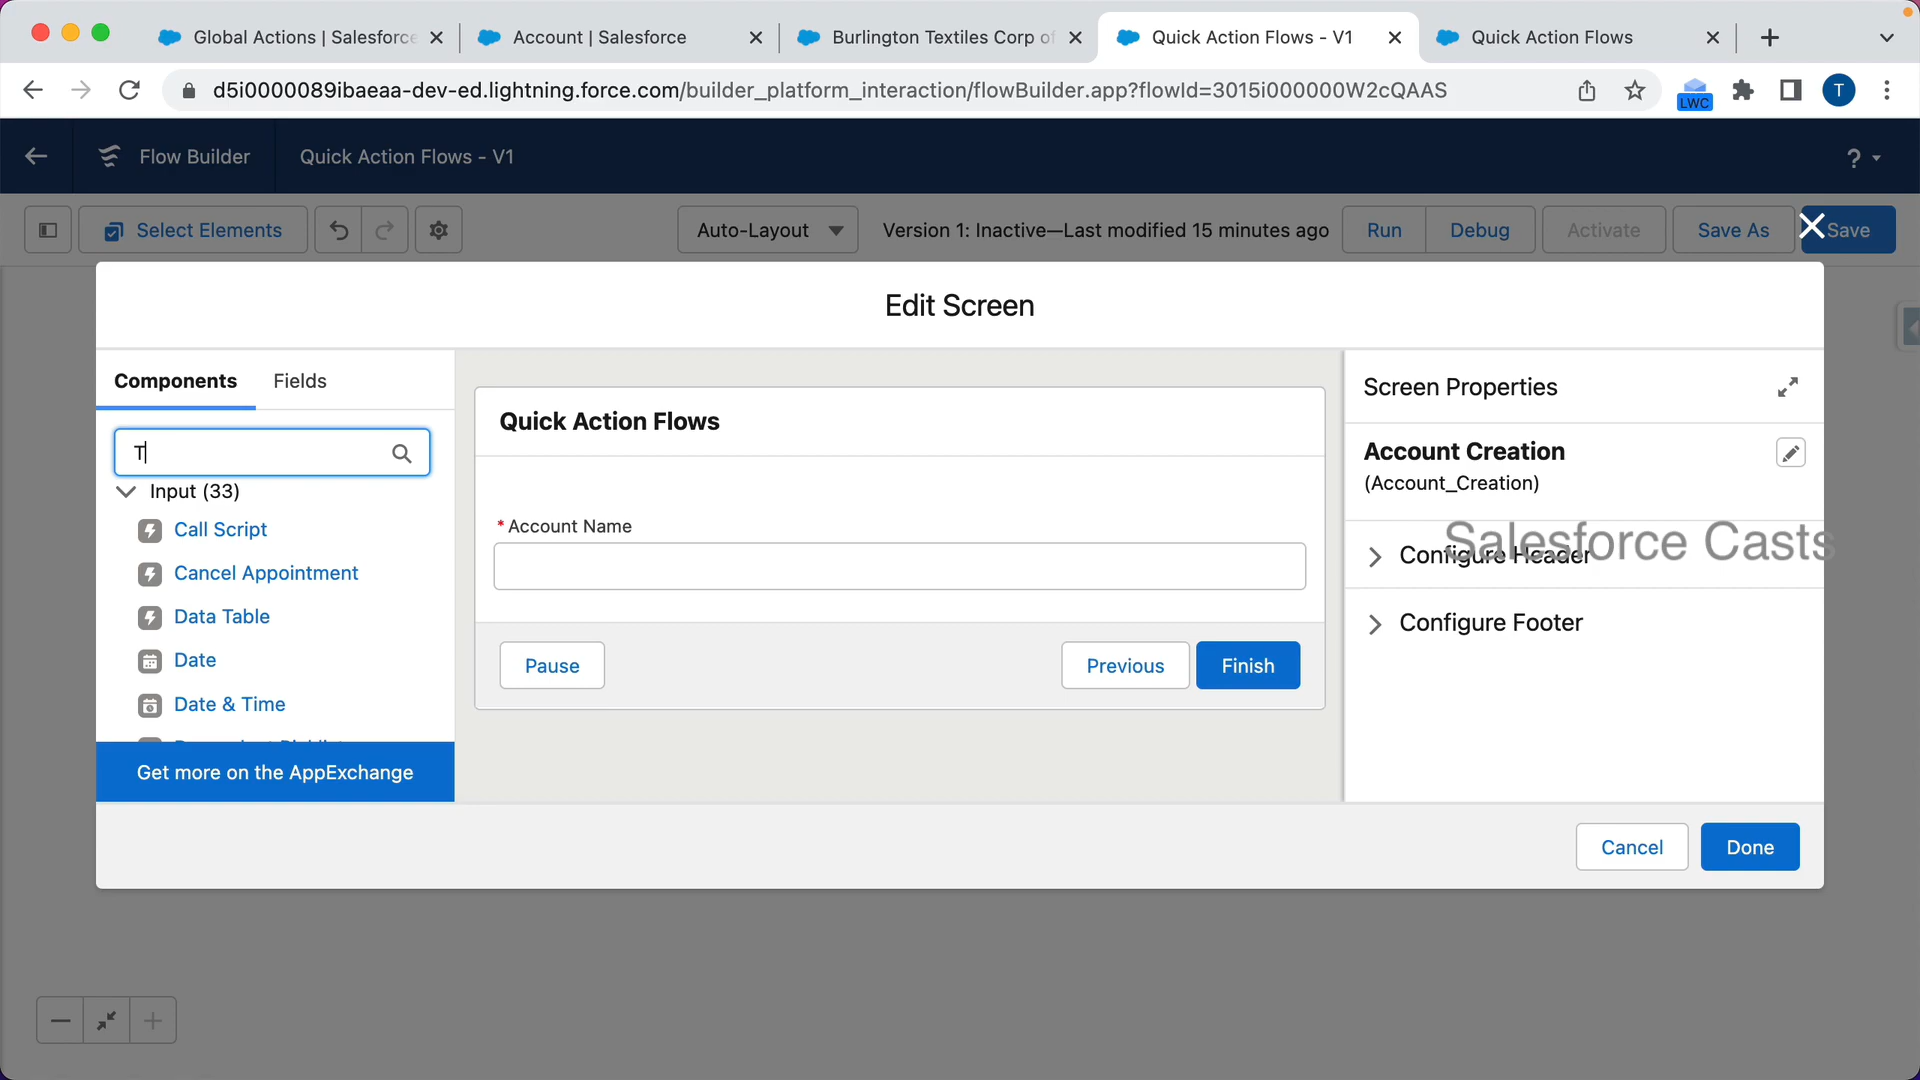 Global Actions | Salesforce
Account | Salesforce
Burlington Textiles Corp of
Quick Action Flows - V1
Quick Action Flows
d5i0000089ibaeaa-dev-ed.lightning.force.com/builder_platform_interaction/flowBuilder.app?flowId=3015i000000W2cQAAS
LWC
T
Flow Builder
Quick Action Flows - V1
?
Select Elements
Auto-Layout
Version 1: Inactive—Last modified 15 minutes ago
Run
Debug
Activate
Save As
Save
Edit Screen
Components
Fields
T
Input (33)
Call Script
Cancel Appointment
Data Table
Date
Date & Time
Get more on the AppExchange
Quick Action Flows
* Account Name
Pause
Previous
Finish
Screen Properties
Account Creation
(Account_Creation)
Salesforce Casts
Configure Header
Configure Footer
Cancel
Done